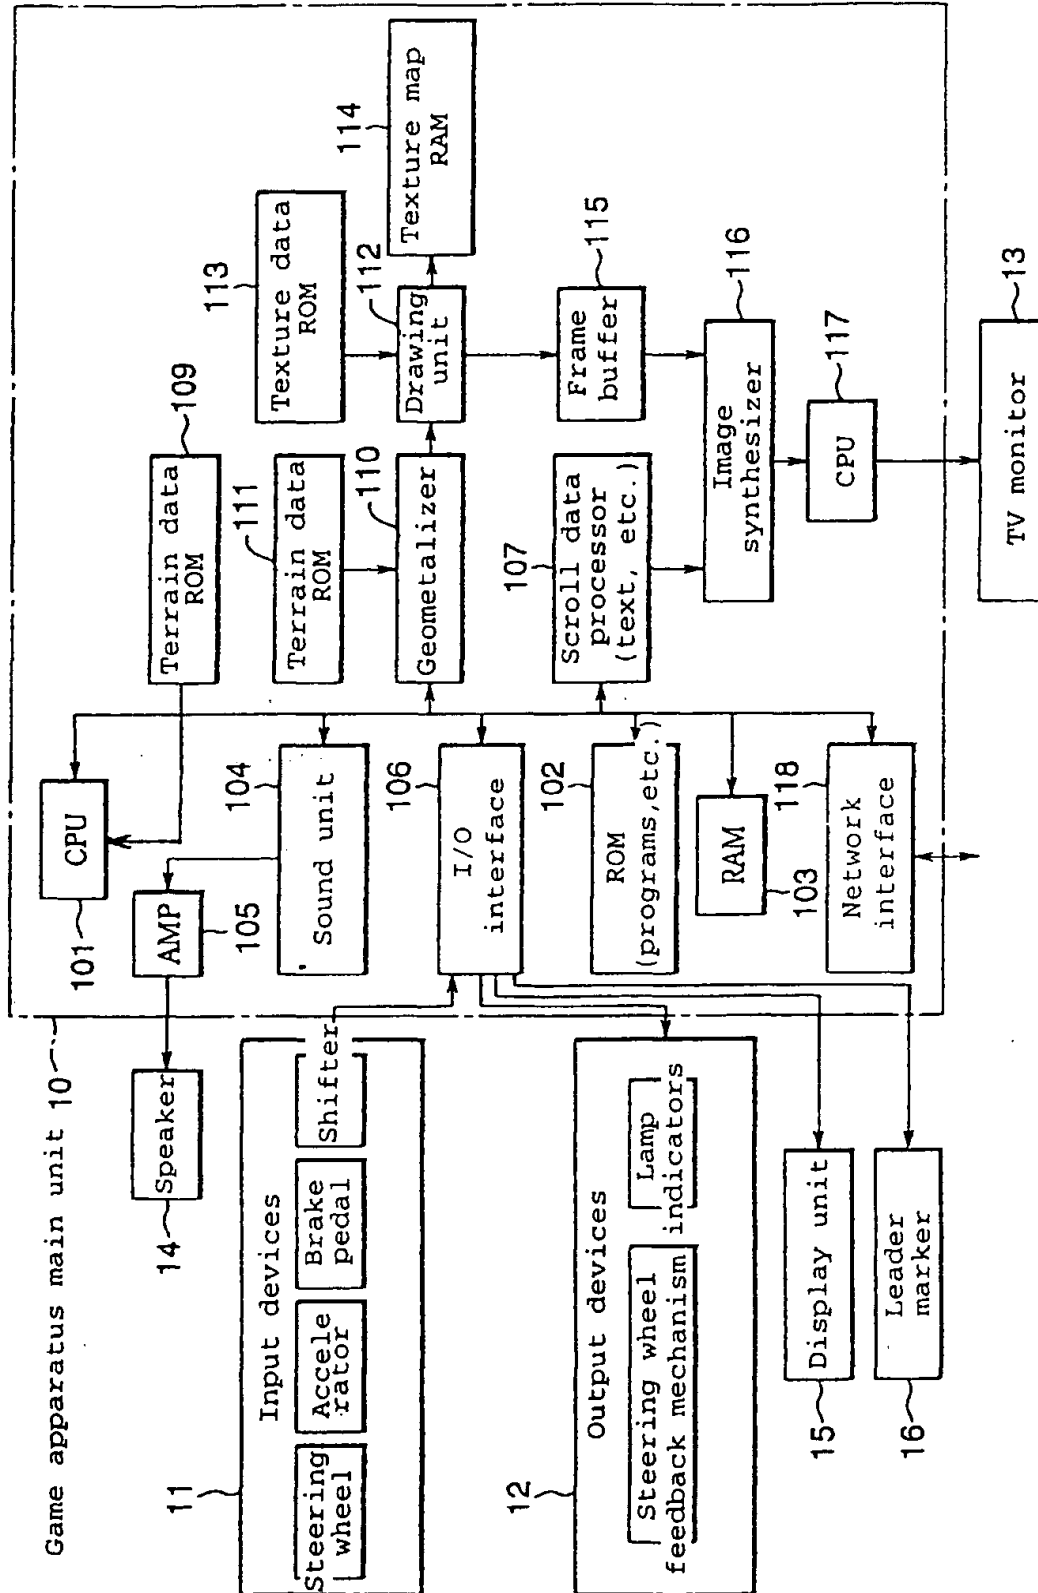 Game apparatus main unit 10
101
CPU
Terrain data
ROM
109
AMP
105
Speaker
14
104
Sound unit
111
Terrain data
ROM
113
Texture data
ROM
114
Texture map
RAM
110
Geometalizer
112
Drawing
unit
11
Input devices
Steering
wheel
Accele
rator
Brake
pedal
Shifter
106
I/O
interface
107
Scroll data
processor
(text, etc.)
Frame
buffer
115
12
Output devices
Steering wheel
feedback mechanism
Lamp
indicators
102
ROM
(programs,etc.)
RAM
103
Image
synthesizer
116
CPU
117
15
Display unit
16
Leader
marker
118
Network
interface
TV monitor
13